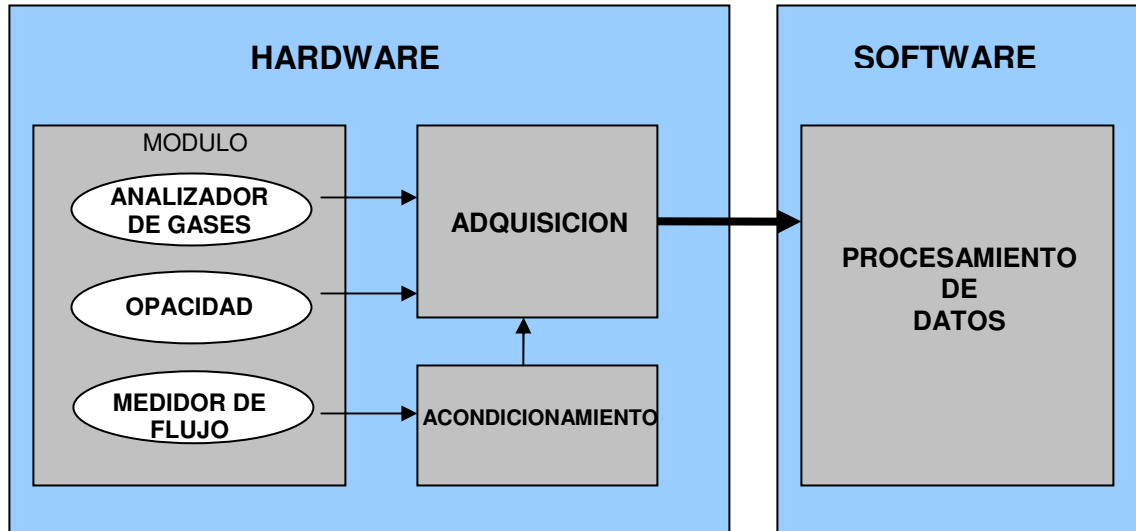 HARDWARE
SOFTWARE
MODULO
ANALIZADOR
DE GASES
OPACIDAD
MEDIDOR DE
FLUJO
ADQUISICION
ACONDICIONAMIENTO
PROCESAMIENTO
DE
DATOS